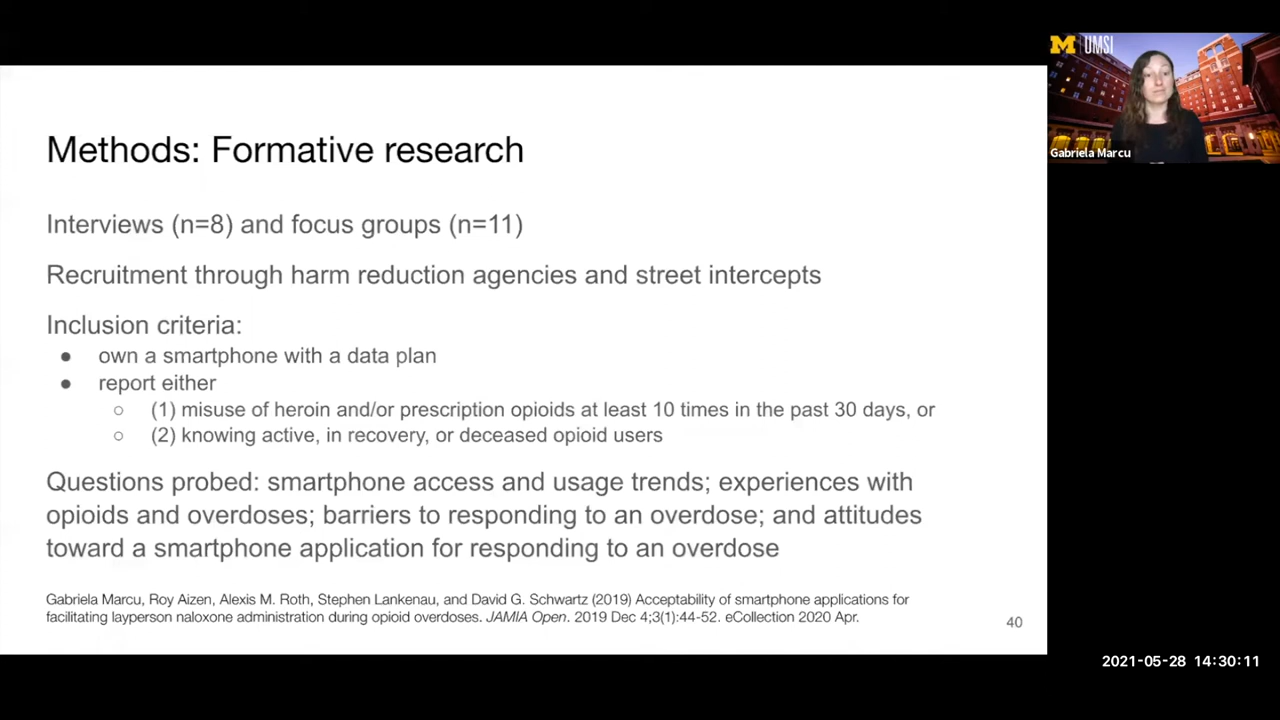 M | UMSI
Gabriela Marcu
Methods: Formative research
Interviews (n=8) and focus groups (n=11)
Recruitment through harm reduction agencies and street intercepts
Inclusion criteria:
● own a smartphone with a data plan
● report either
○ (1) misuse of heroin and/or prescription opioids at least 10 times in the past 30 days, or
○ (2) knowing active, in recovery, or deceased opioid users
Questions probed: smartphone access and usage trends; experiences with
opioids and overdoses; barriers to responding to an overdose; and attitudes
toward a smartphone application for responding to an overdose
Gabriela Marcu, Roy Aizen, Alexis M. Roth, Stephen Lankenau, and David G. Schwartz (2019) Acceptability of smartphone applications for
facilitating layperson naloxone administration during opioid overdoses. JAMIA Open. 2019 Dec 4;3(1):44-52. eCollection 2020 Apr.
40
2021-05-28 14:30:11